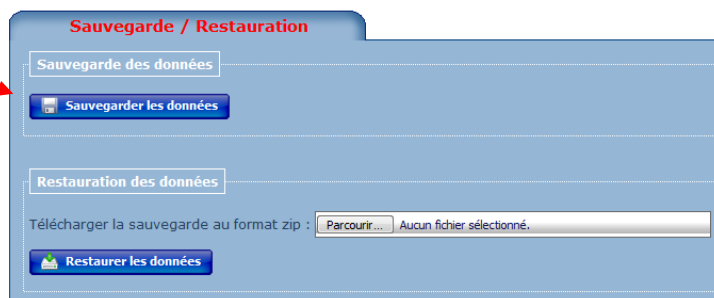 Sauvegarde / Restauration
Sauvegarde des données
Sauvegarder les données
Restauration des données
Télécharger la sauvegarde au format zip : Parcourir... Aucun fichier sélectionné.
Restaurer les données